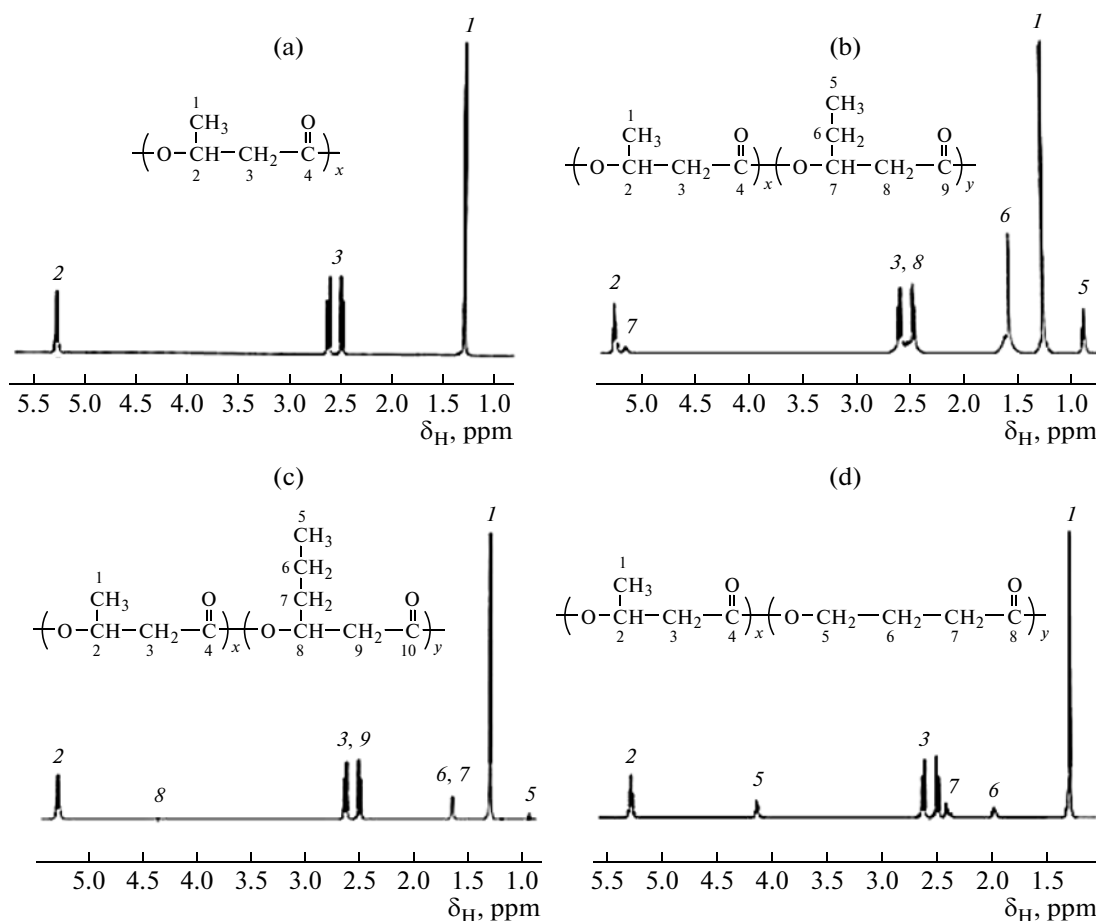 (a)
1
1
CH3
O
O
CH
CH2
C
x
2
3
4
2
3
5.5 5.0 4.5 4.0 3.5 3.0 2.5 2.0 1.5 1.0
δH, ppm
(b)
1
5
CH3
1
6
CH3
CH2
O
O
O
CH
CH2
C
x
O
CH
CH2
C
y
2
3
4
7
8
9
6
2
7
3, 8
5
5.0 4.5 4.0 3.5 3.0 2.5 2.0 1.5 1.0
δH, ppm
(c)
1
5
CH3
6
CH2
1
7
CH3
CH2
O
O
O
CH
CH2
C
x
O
CH
CH2
C
y
2
3
4
8
9
10
2
8
3, 9
6, 7
5
5.0 4.5 4.0 3.5 3.0 2.5 2.0 1.5 1.0
δH, ppm
(d)
1
1
CH3
O
O
O
CH
CH2
C
x
O
CH2
CH2
CH2
C
y
2
3
4
5
6
7
8
2
5
3
7
6
5.5 5.0 4.5 4.0 3.5 3.0 2.5 2.0 1.5
δH, ppm